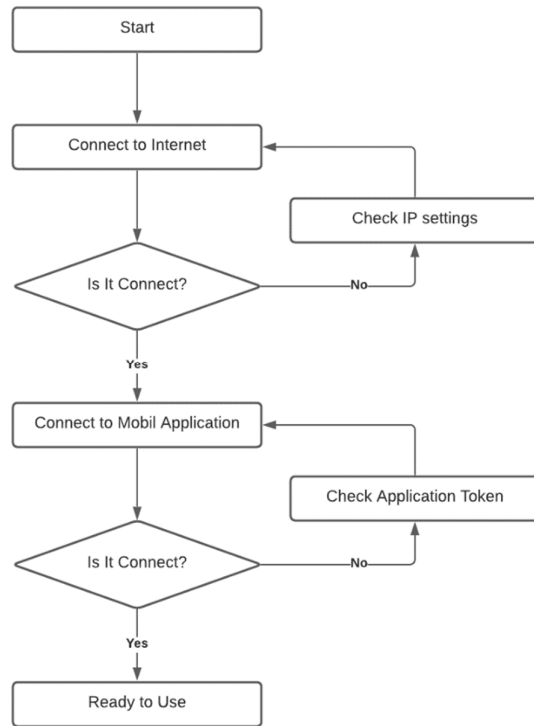 Start
Connect to Internet
Check IP settings
Is It Connect?
No
Yes
Connect to Mobil Application
Check Application Token
Is It Connect?
No
Yes
Ready to Use